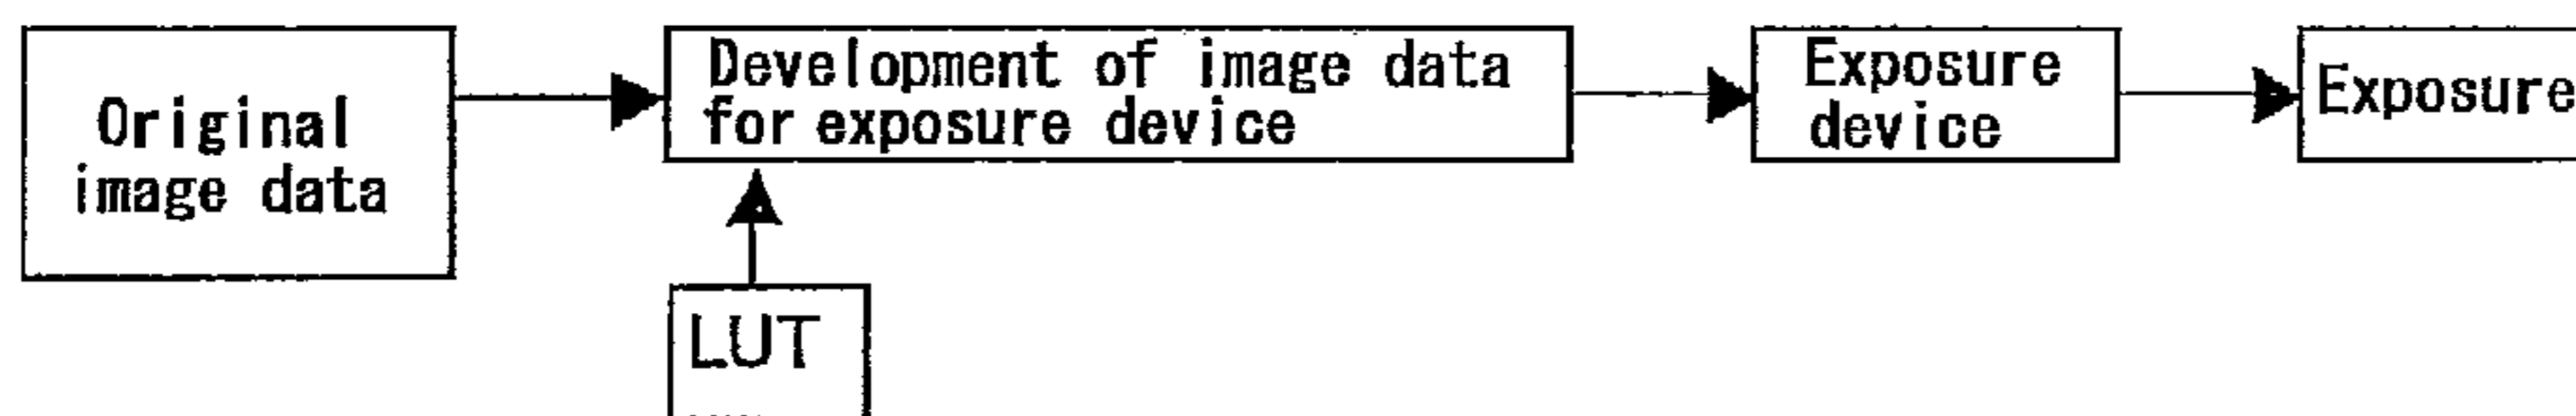 Original
image data
Development of image data
for exposure device
Exposure
device
Exposure
LUT